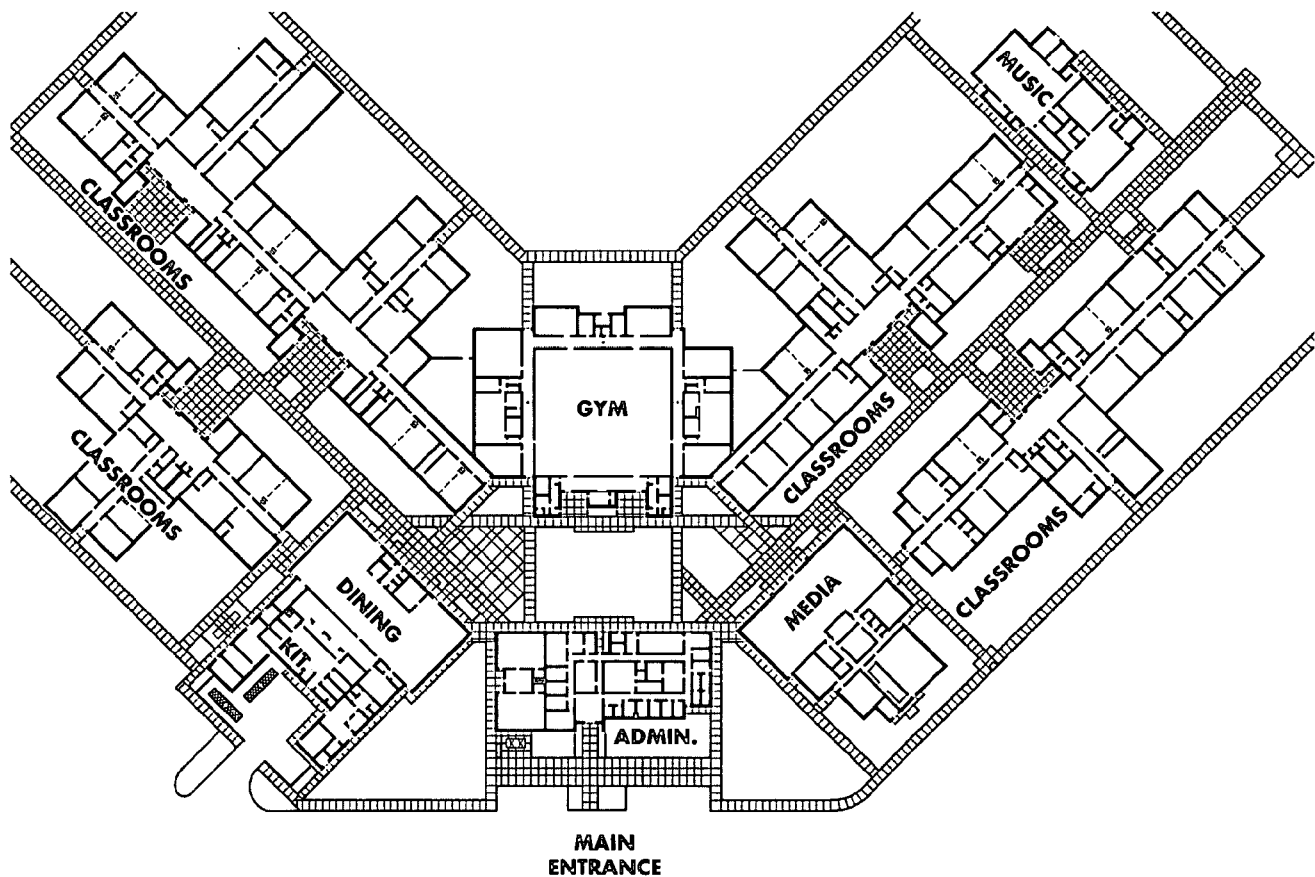 MUSIC
CLASSROOMS
GYM
CLASSROOMS
CLASSROOMS
CLASSROOMS
DINING
MEDIA
KIT.
ADMIN.
MAIN
ENTRANCE